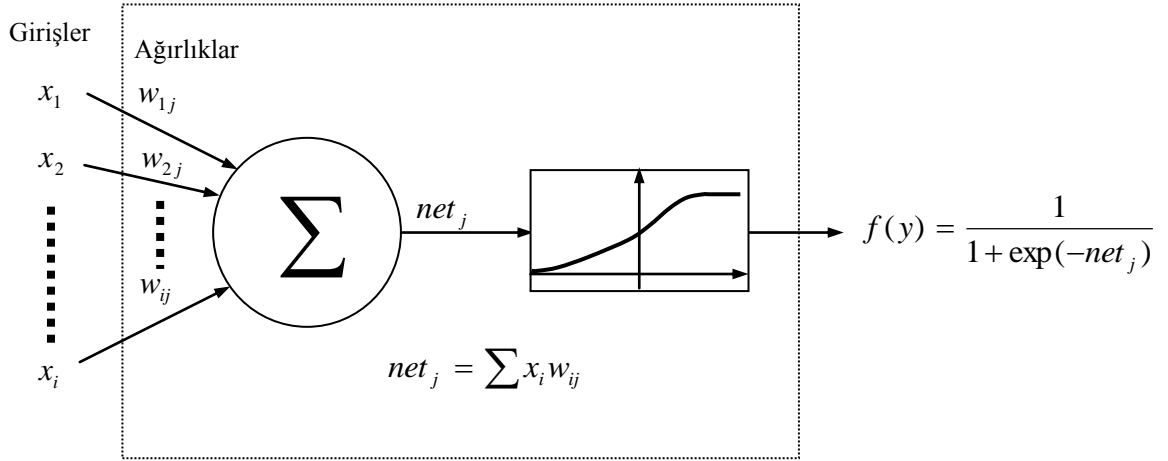 Girişler
Ağırlıklar
x₁
w₁ⱼ
x₂
w₂ⱼ
∑
netⱼ
f(y) = 1 / (1 + exp(−netⱼ))
wᵢⱼ
xᵢ
netⱼ = ∑ xᵢwᵢⱼ